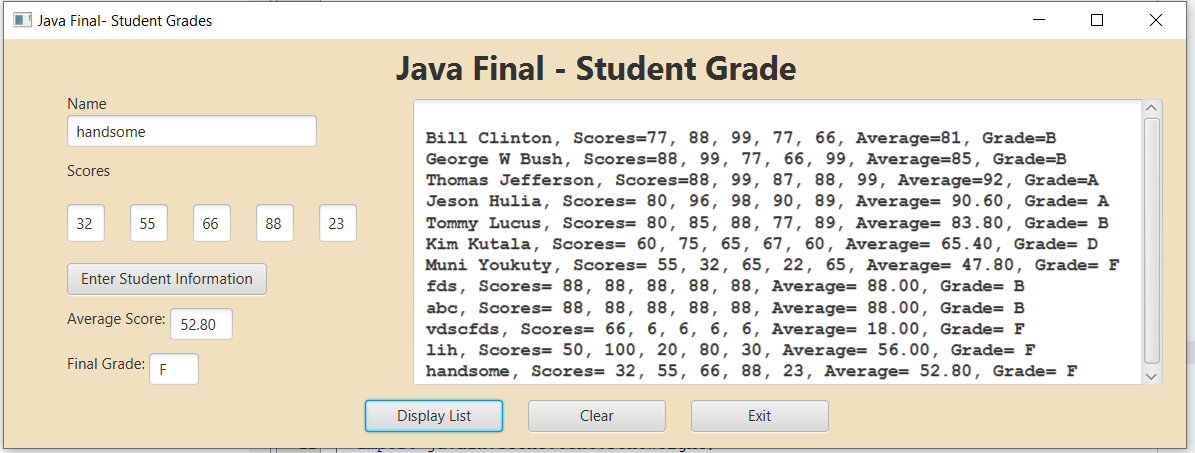 Java Final- Student Grades
Java Final - Student Grade
Name
handsome
Scores
32 55 66 88 23
Enter Student Information
Average Score: 52.80
Final Grade: F
Bill Clinton, Scores=77, 88, 99, 77, 66, Average=81, Grade=B
George W Bush, Scores=88, 99, 77, 66, 99, Average=85, Grade=B
Thomas Jefferson, Scores=88, 99, 87, 88, 99, Average=92, Grade=A
Jeson Hulia, Scores= 80, 96, 98, 90, 89, Average= 90.60, Grade= A
Tommy Lucus, Scores= 80, 85, 88, 77, 89, Average= 83.80, Grade= B
Kim Kutala, Scores= 60, 75, 65, 67, 60, Average= 65.40, Grade= D
Muni Youkuty, Scores= 55, 32, 65, 22, 65, Average= 47.80, Grade= F
fds, Scores= 88, 88, 88, 88, 88, Average= 88.00, Grade= B
abc, Scores= 88, 88, 88, 88, 88, Average= 88.00, Grade= B
vdscfds, Scores= 66, 6, 6, 6, 6, Average= 18.00, Grade= F
lih, Scores= 50, 100, 20, 80, 30, Average= 56.00, Grade= F
handsome, Scores= 32, 55, 66, 88, 23, Average= 52.80, Grade= F
Display List Clear Exit